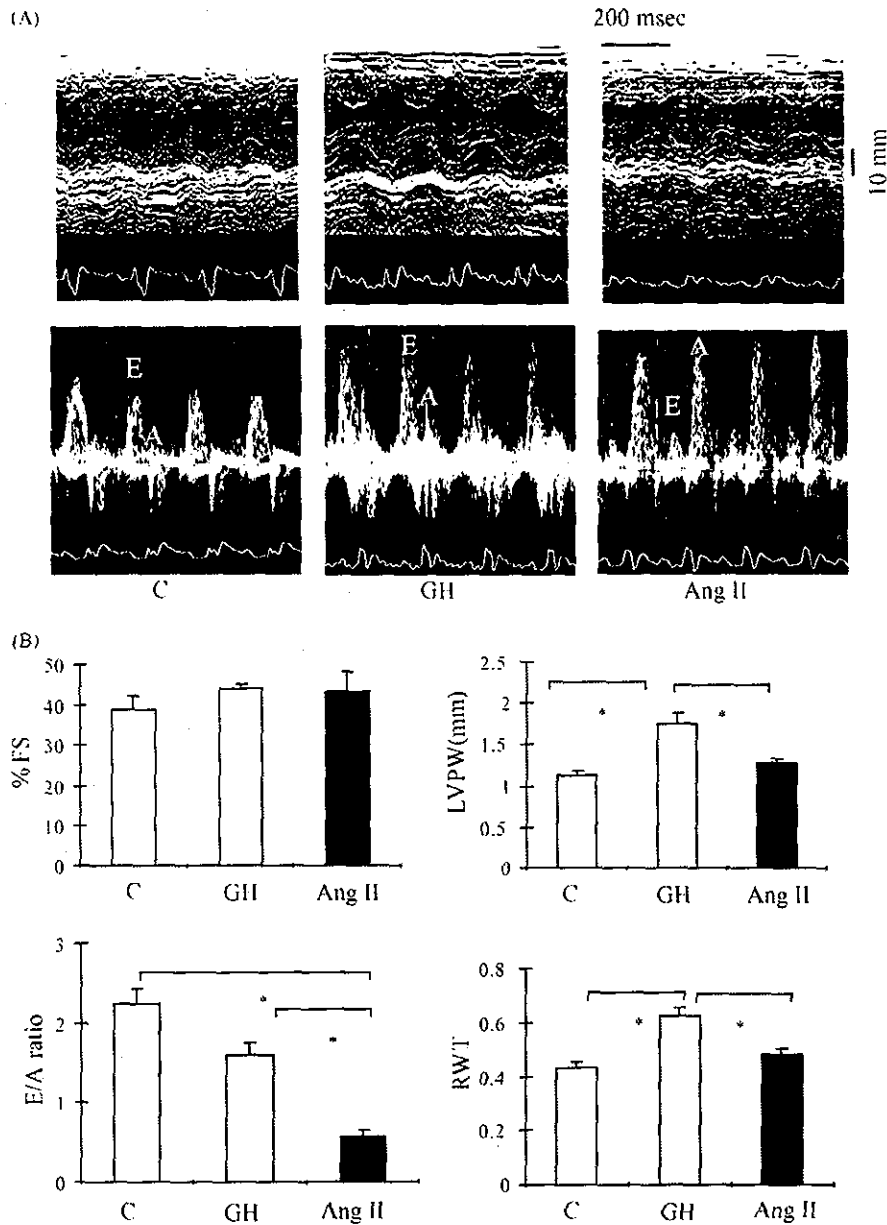 (A)
200 msec
10 mm
E
A
E
A
E
A
C
GH
Ang II
(B)
% FS
50
40
30
20
10
0
C
GH
Ang II
LVPW(mm)
2.5
2
1.5
1
0.5
0
*
*
C
GH
Ang II
E/A ratio
3
2
1
0
*
*
C
GH
Ang II
RWT
0.8
0.6
0.4
0.2
0
*
*
C
GH
Ang II